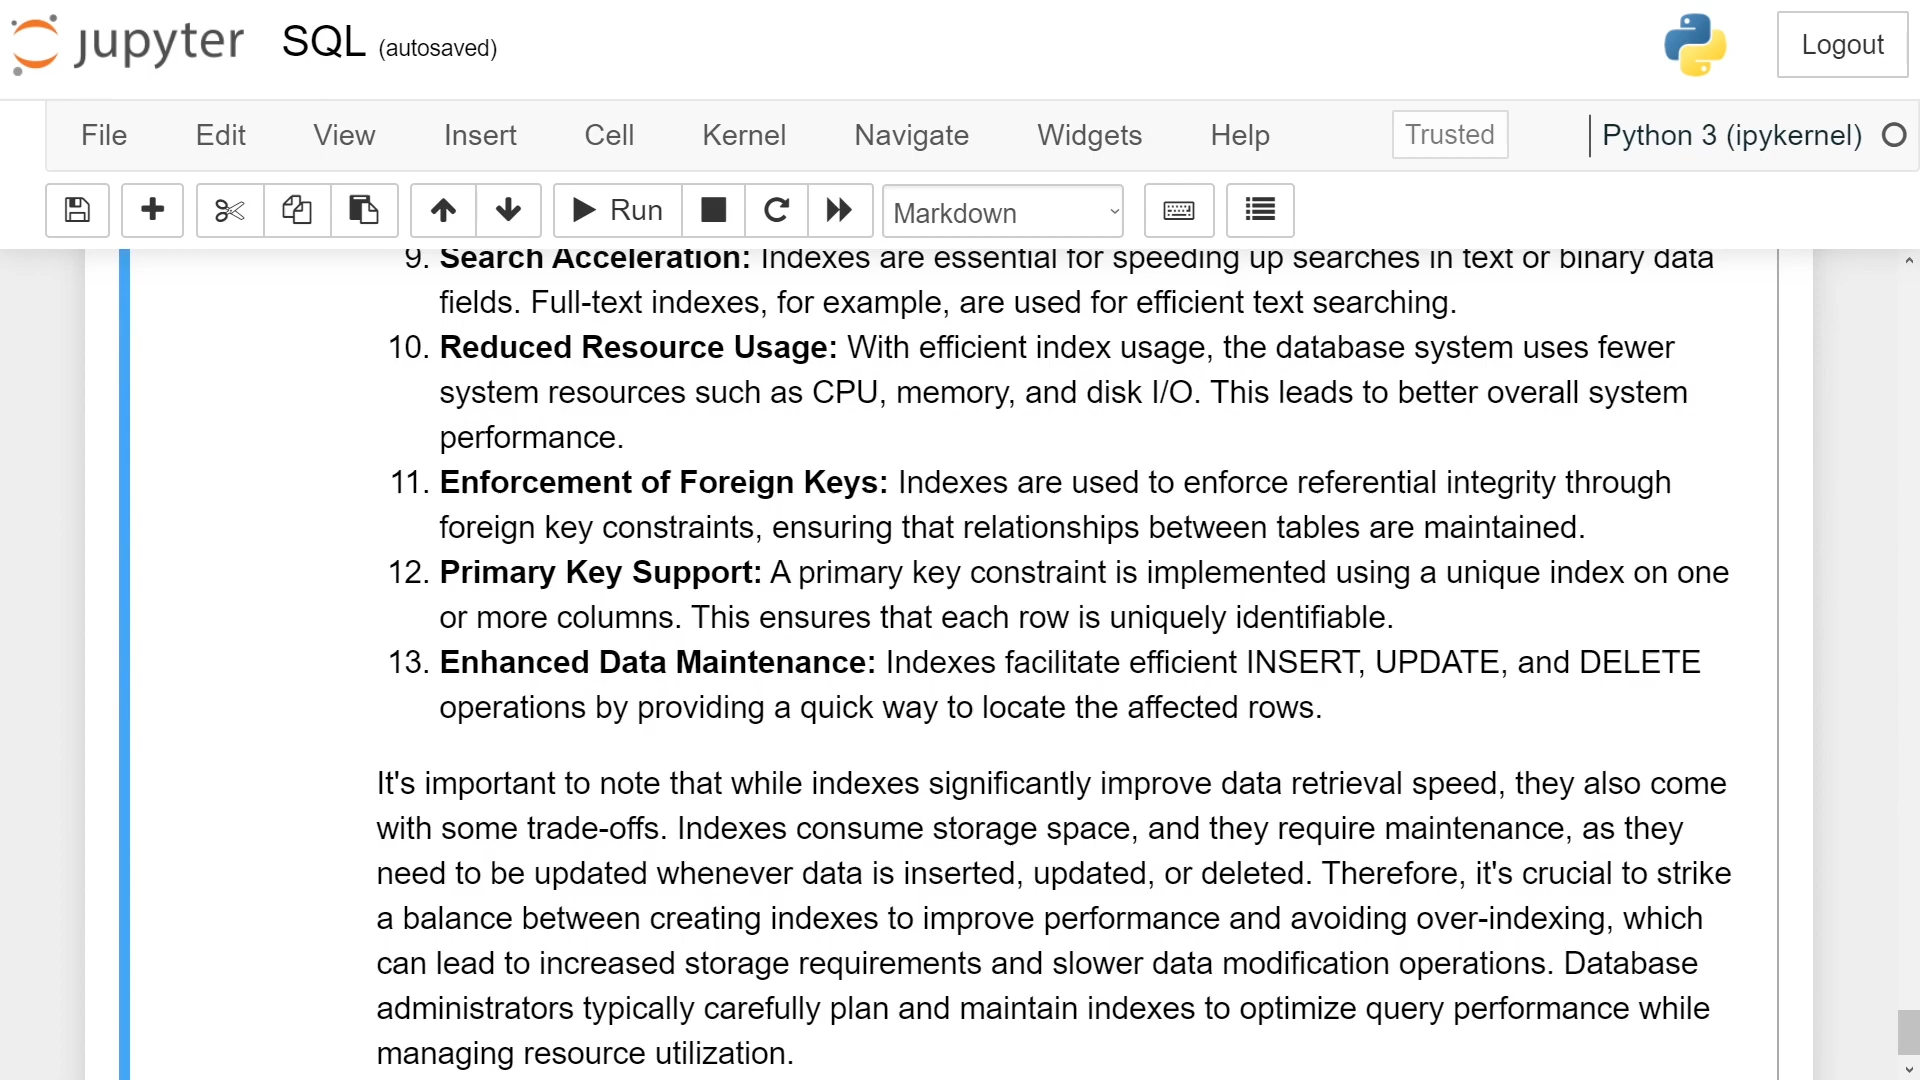 jupyter SQL (autosaved) Logout
File Edit View Insert Cell Kernel Navigate Widgets Help Trusted Python 3 (ipykernel)
Run Markdown
9. Search Acceleration: Indexes are essential for speeding up searches in text or binary data
fields. Full-text indexes, for example, are used for efficient text searching.
10. Reduced Resource Usage: With efficient index usage, the database system uses fewer
system resources such as CPU, memory, and disk I/O. This leads to better overall system
performance.
11. Enforcement of Foreign Keys: Indexes are used to enforce referential integrity through
foreign key constraints, ensuring that relationships between tables are maintained.
12. Primary Key Support: A primary key constraint is implemented using a unique index on one
or more columns. This ensures that each row is uniquely identifiable.
13. Enhanced Data Maintenance: Indexes facilitate efficient INSERT, UPDATE, and DELETE
operations by providing a quick way to locate the affected rows.
It's important to note that while indexes significantly improve data retrieval speed, they also come
with some trade-offs. Indexes consume storage space, and they require maintenance, as they
need to be updated whenever data is inserted, updated, or deleted. Therefore, it's crucial to strike
a balance between creating indexes to improve performance and avoiding over-indexing, which
can lead to increased storage requirements and slower data modification operations. Database
administrators typically carefully plan and maintain indexes to optimize query performance while
managing resource utilization.